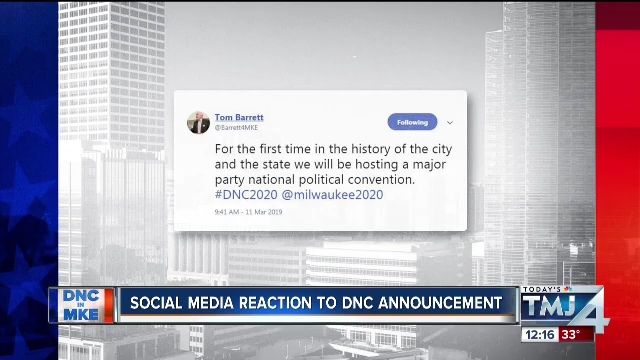 Tom Barrett
@Barrett4MKE
Following
For the first time in the history of the city
and the state we will be hosting a major
party national political convention.
#DNC2020 @milwaukee2020
9:41 AM - 11 Mar 2019
DNC
IN
MKE
SOCIAL MEDIA REACTION TO DNC ANNOUNCEMENT
TODAY'S
TMJ4
12:16 33°